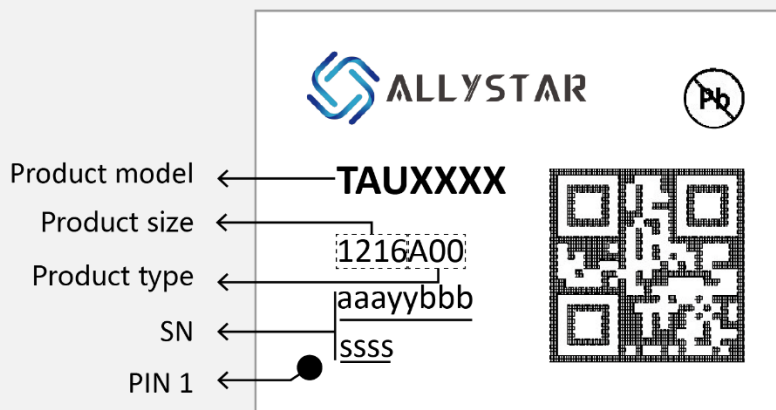 ALLYSTAR
Pb
Product model
TAUXXXX
Product size
1216A00
Product type
aaayybbb
SN
ssss
PIN 1